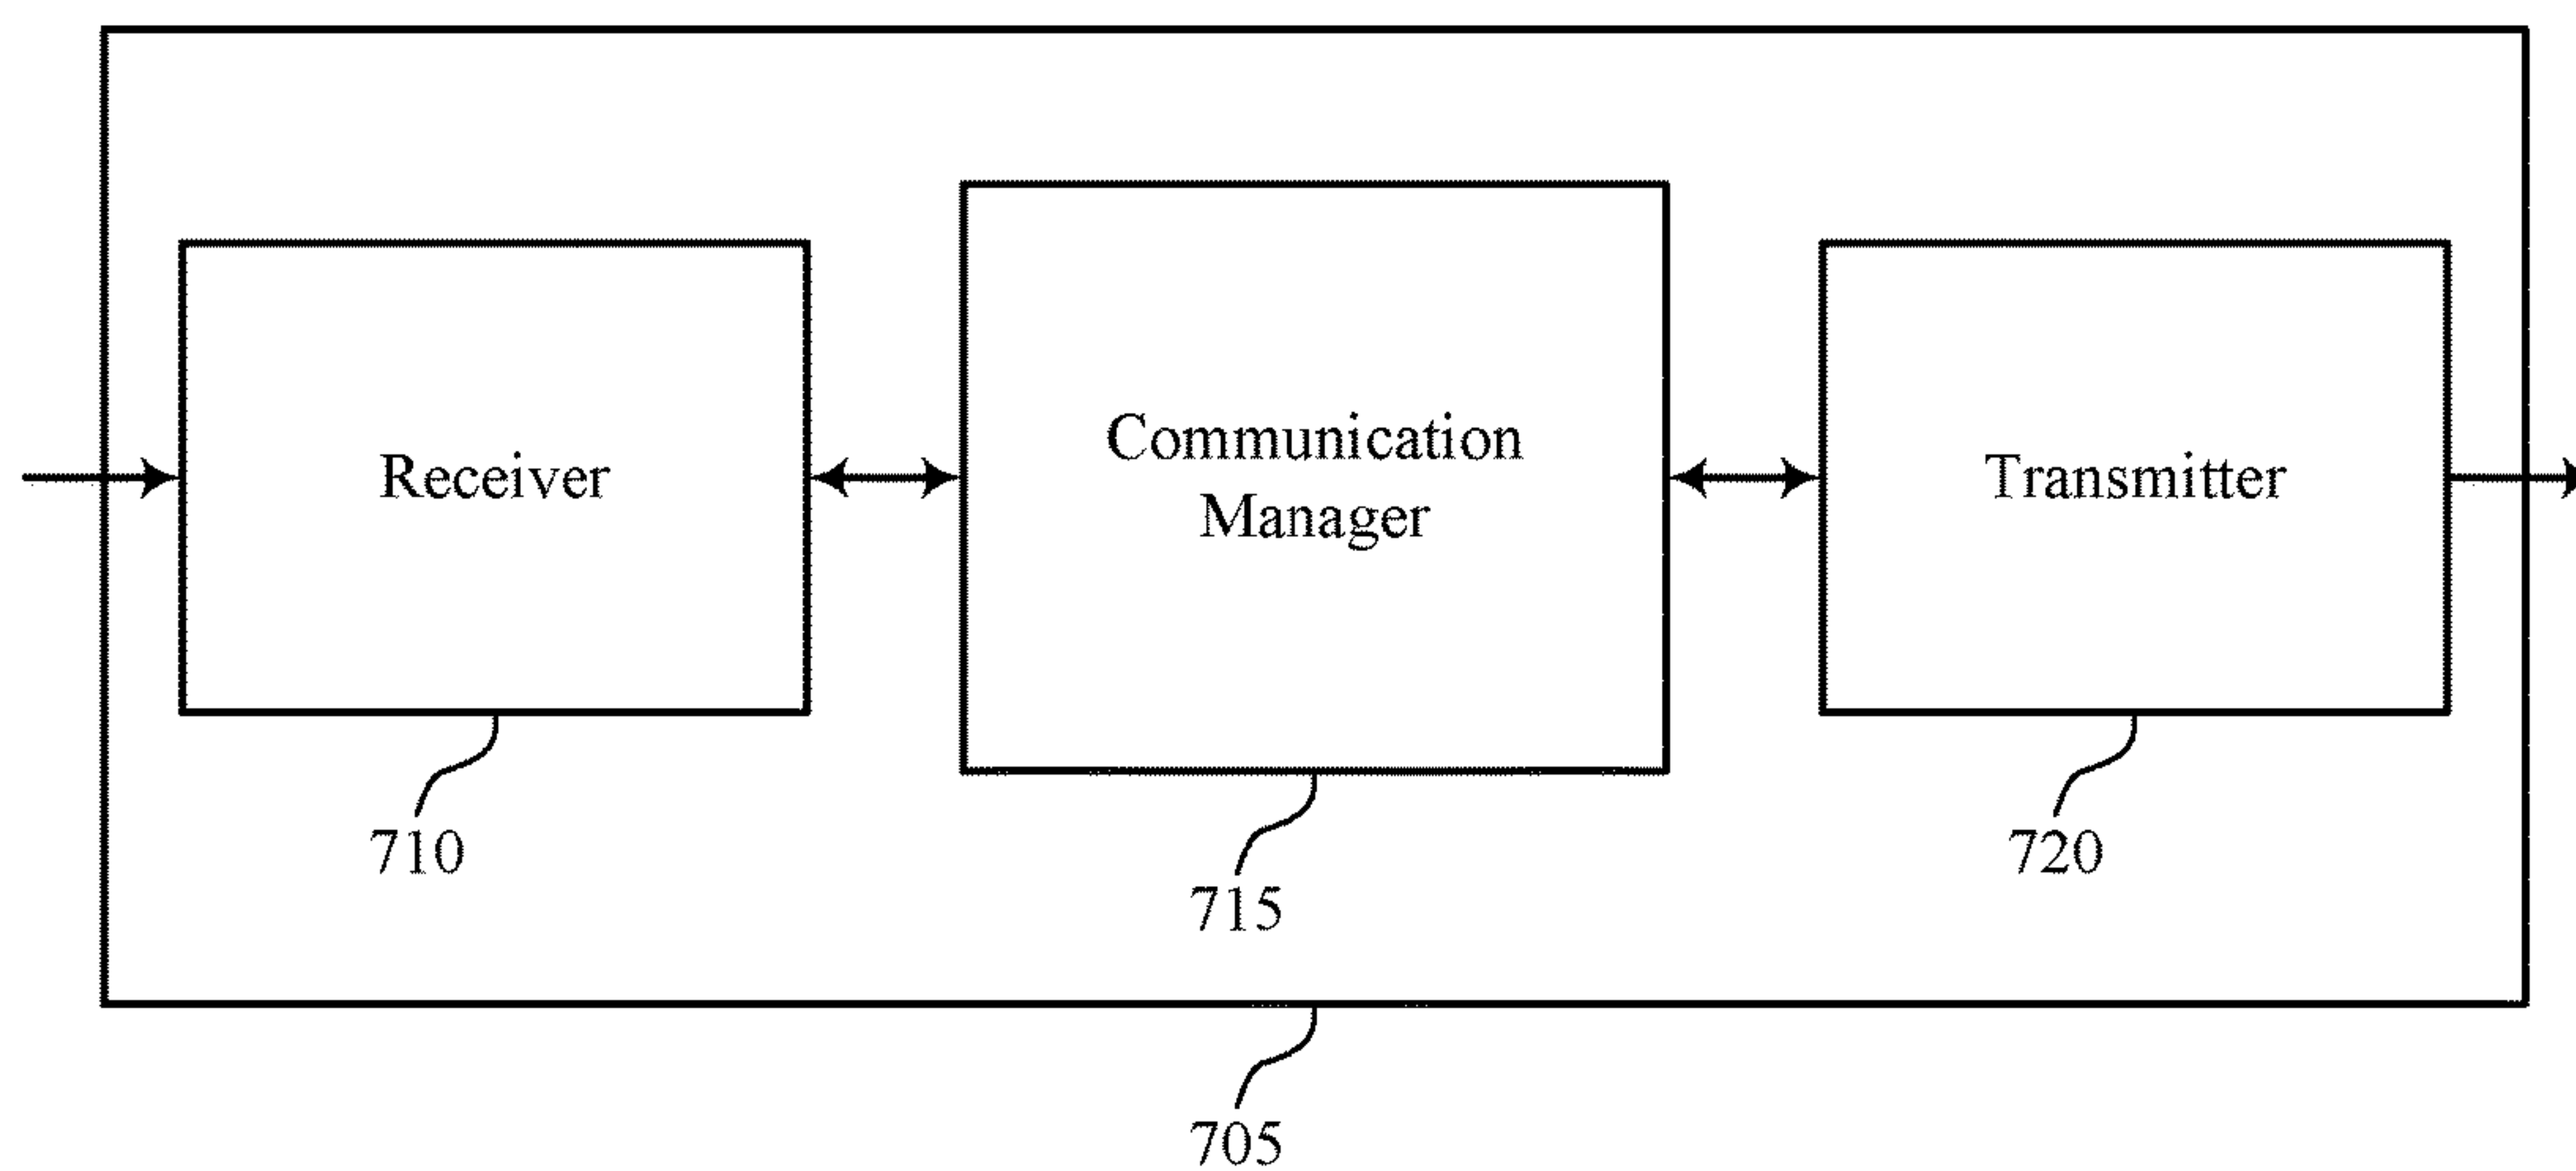 Receiver
Communication
Manager
Transmitter
710
715
720
705